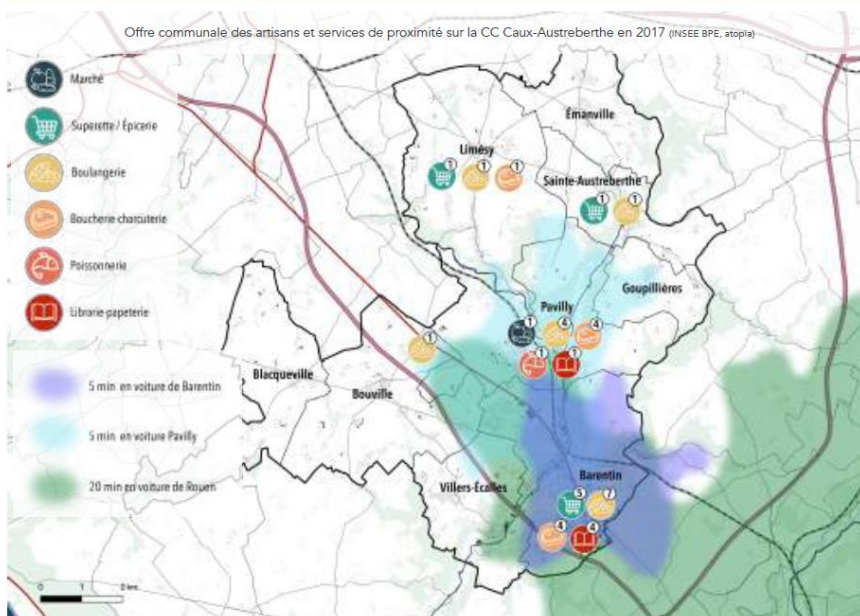 Offre communale des artisans et services de proximité sur la CC Caux-Austreberthe en 2017 (INSEE BPE, atopia)
Marché
Superette / Épicerie
Boulangerie
Boucherie-charcuterie
Poissonnerie
Librarie-papeterie
5 min en voiture de Barentin
5 min en voiture Pavilly
20 min en voiture de Rouen
0 1 2 km
Émanville
Limésy
1 1
Sainte-Austreberthe
1 1
Goupillières
Pavilly
1 4 4
1 1
1
Blacqueville
Bouville
Villers-Écalles
Barentin
5 7
4 4